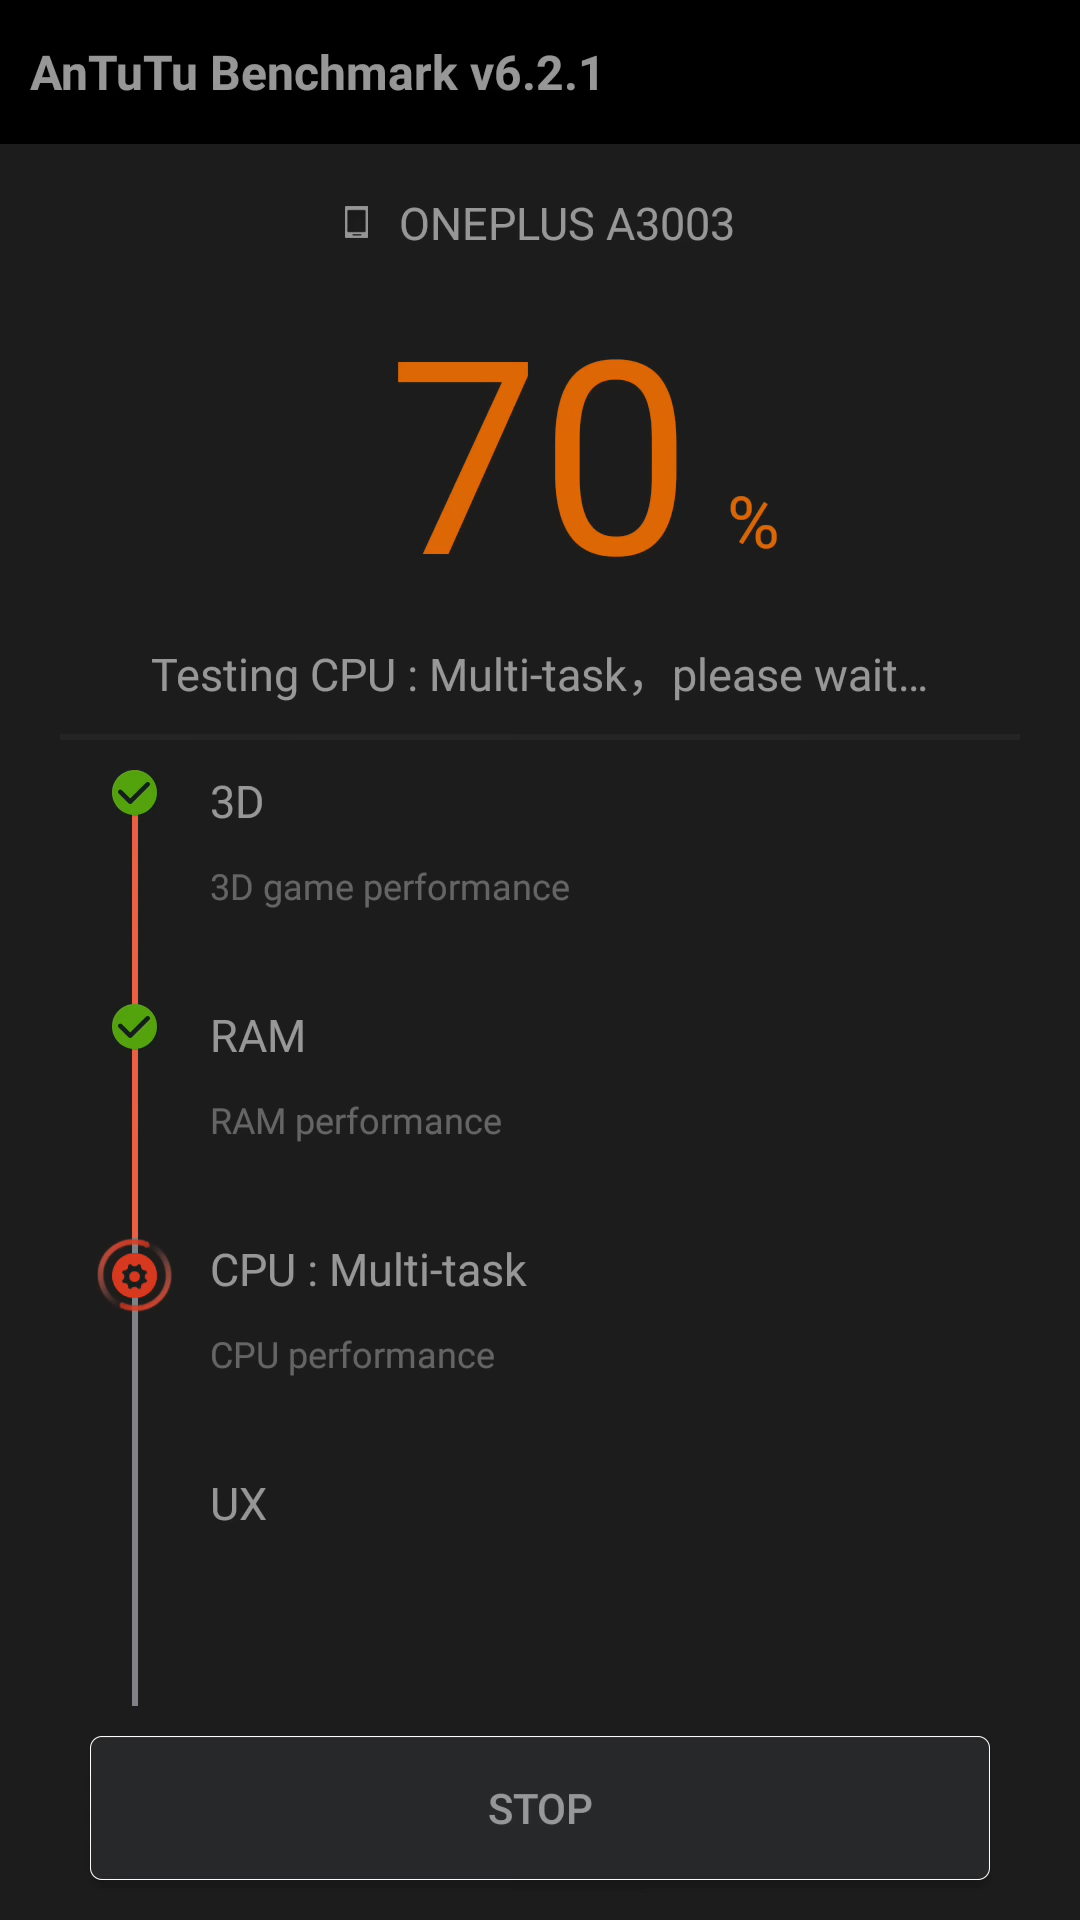 AnTuTu Benchmark v6.2.1
ONEPLUS A3003
70 %
Testing CPU : Multi-task，please wait...
3D
3D game performance
RAM
RAM performance
CPU : Multi-task
CPU performance
UX
STOP